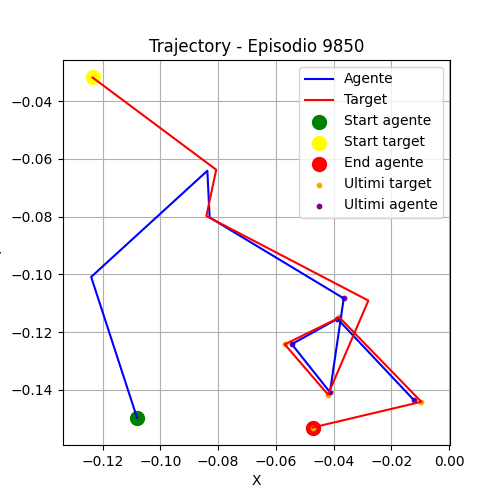 Trajectory - Episodio 9850
Agente
Target
Start agente
Start target
End agente
Ultimi target
Ultimi agente
−0.04
−0.06
−0.08
−0.10
−0.12
−0.14
−0.12
−0.10
−0.08
−0.06
−0.04
−0.02
0.00
X